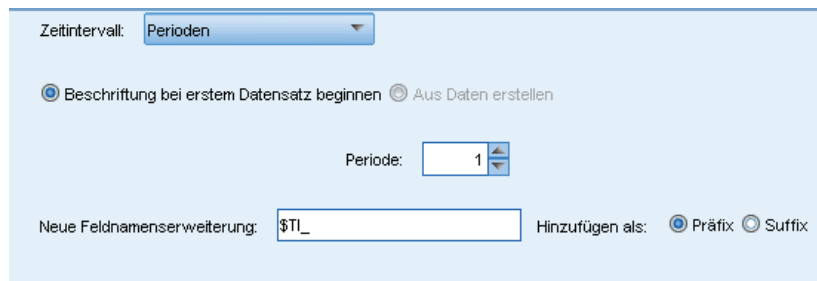 Zeitintervall: Perioden
Beschriftung bei erstem Datensatz beginnen Aus Daten erstellen
Periode: 1
Neue Feldnamenserweiterung: $TI_ Hinzufügen als: Präfix Suffix